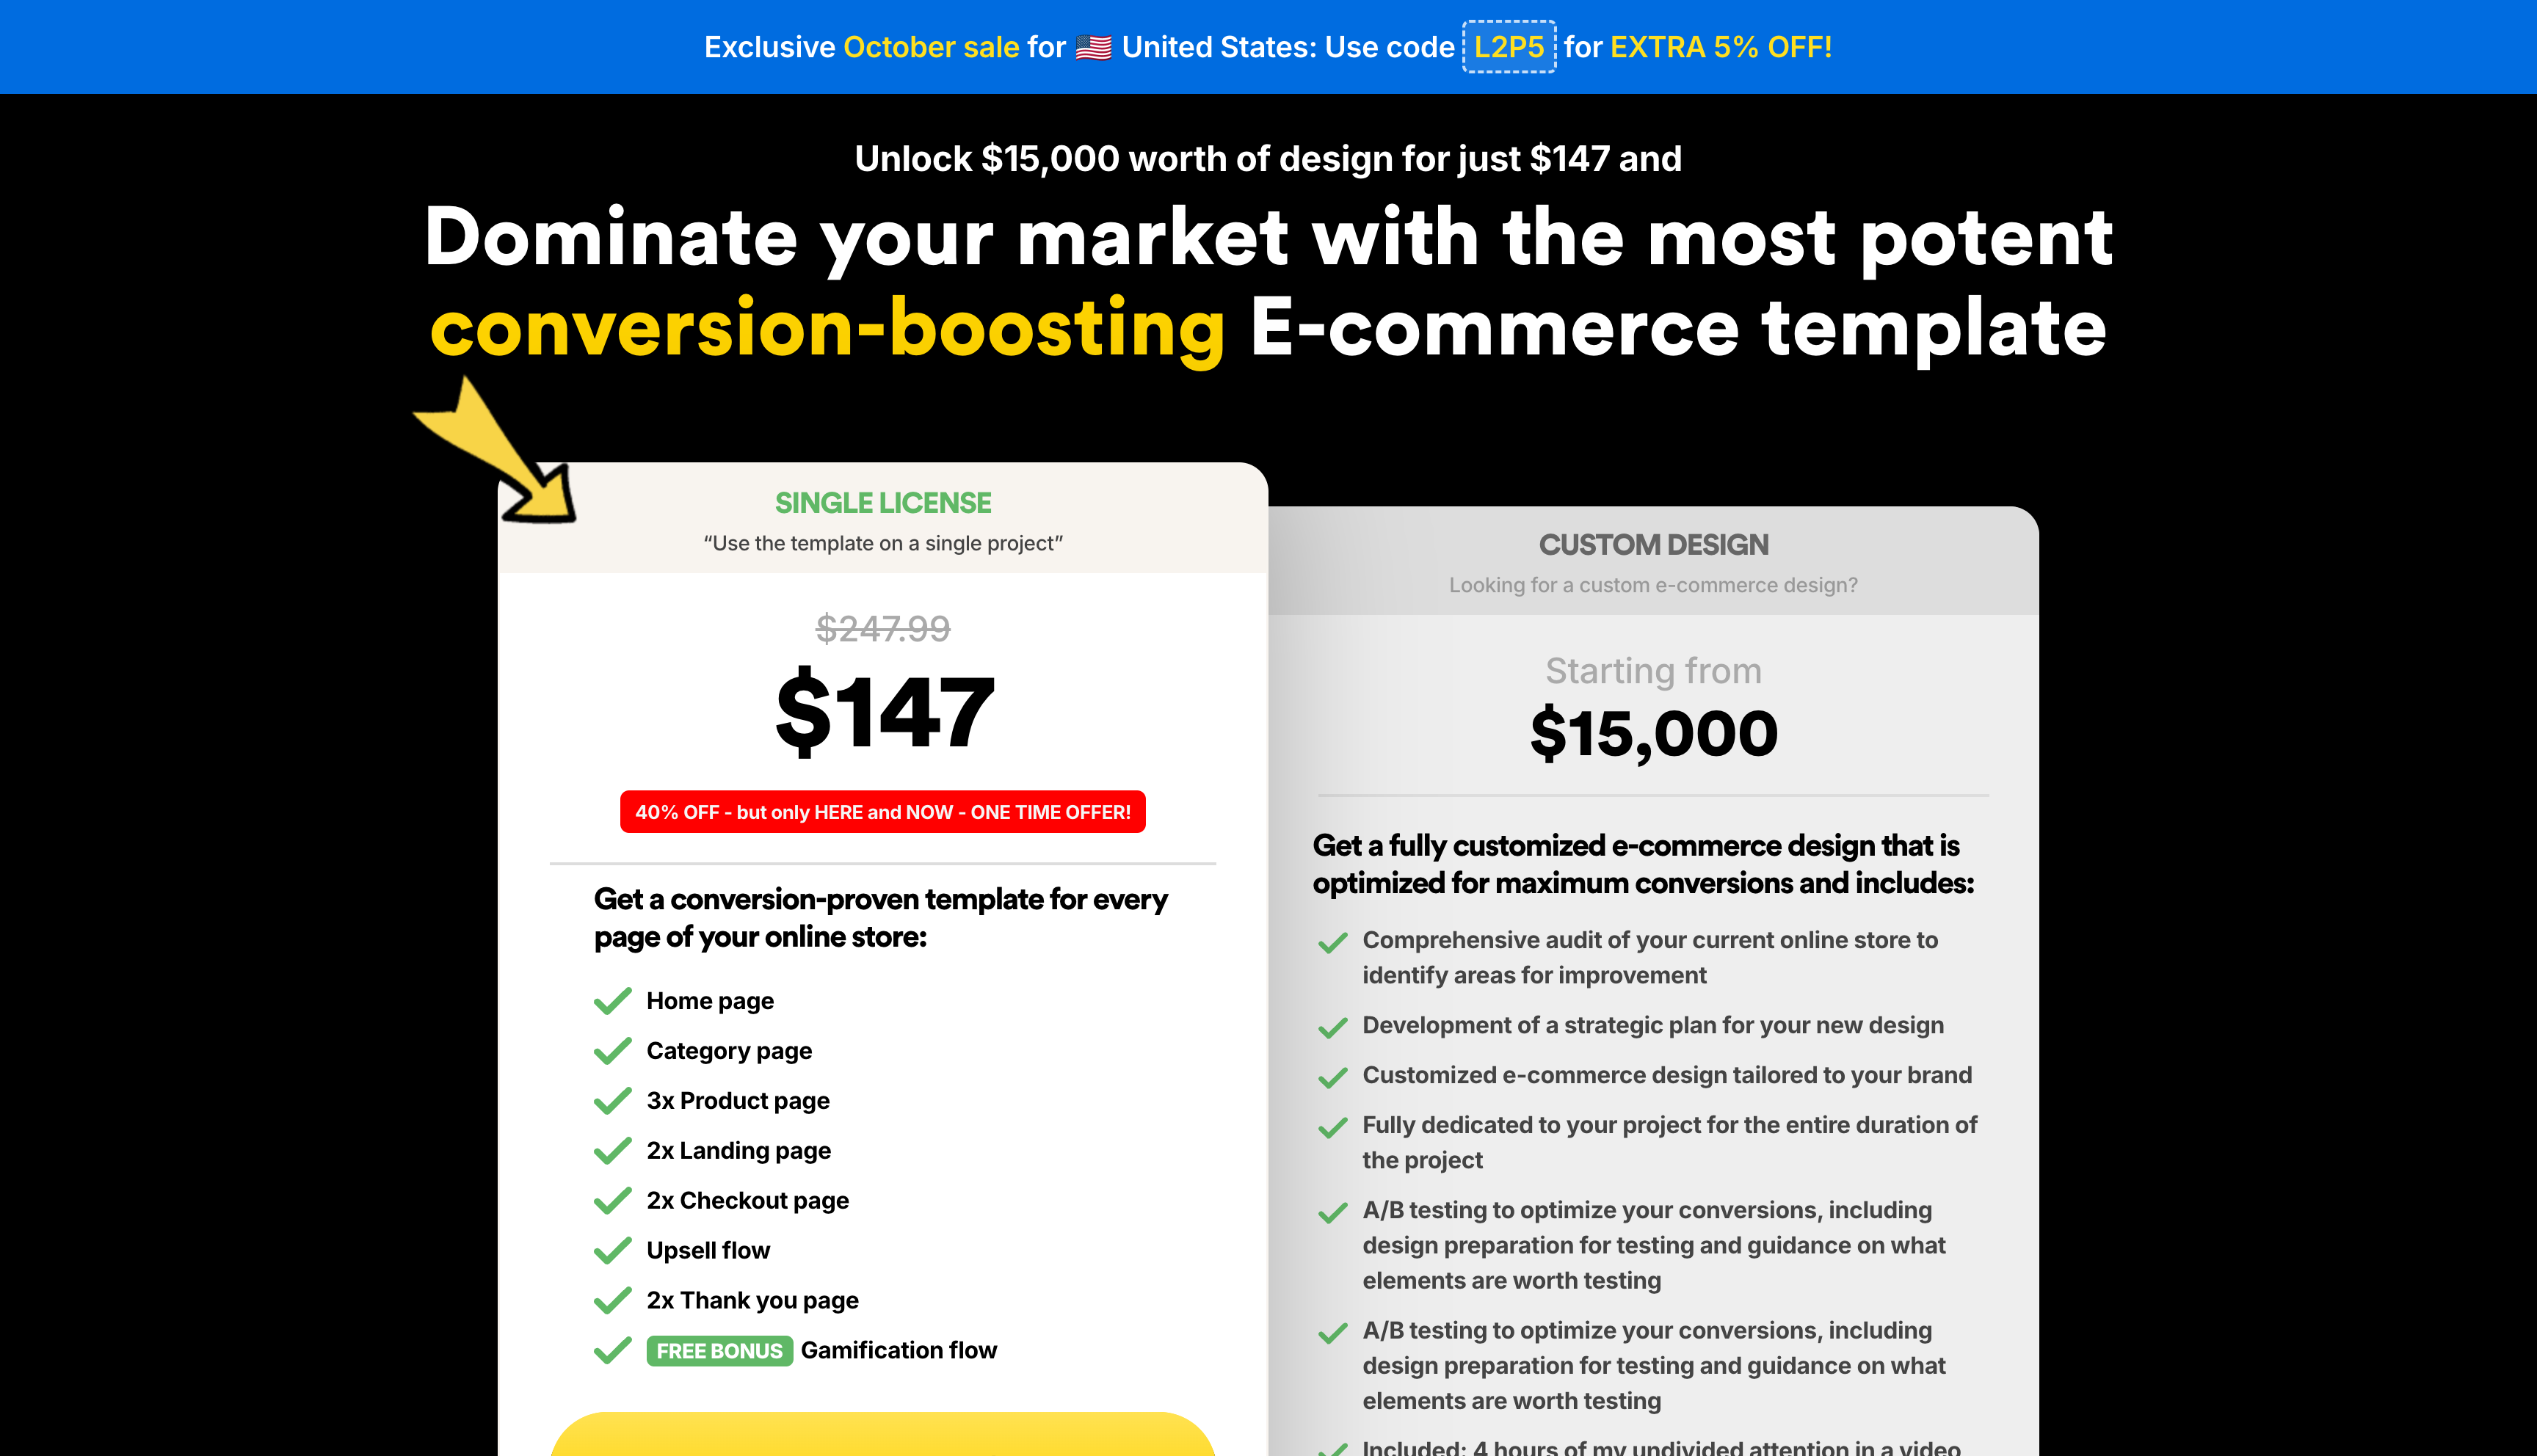 Exclusive October sale for 🇺🇸 United States: Use code L2P5 for EXTRA 5% OFF!
Unlock $15,000 worth of design for just $147 and
Dominate your market with the most potent
conversion-boosting E-commerce template
SINGLE LICENSE
“Use the template on a single project”
$247.99
$147
40% OFF - but only HERE and NOW - ONE TIME OFFER!
Get a conversion-proven template for every
page of your online store:
Home page
Category page
3x Product page
2x Landing page
2x Checkout page
Upsell flow
2x Thank you page
FREE BONUS Gamification flow
CUSTOM DESIGN
Looking for a custom e-commerce design?
Starting from
$15,000
Get a fully customized e-commerce design that is
optimized for maximum conversions and includes:
Comprehensive audit of your current online store to
identify areas for improvement
Development of a strategic plan for your new design
Customized e-commerce design tailored to your brand
Fully dedicated to your project for the entire duration of
the project
A/B testing to optimize your conversions, including
design preparation for testing and guidance on what
elements are worth testing
A/B testing to optimize your conversions, including
design preparation for testing and guidance on what
elements are worth testing
Included: 4 hours of my undivided attention in a video